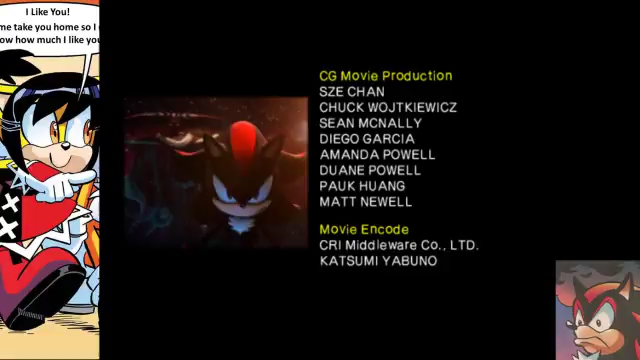 I Like You!
me take you home so I
ow how much I like you
CG Movie Production
SZE CHAN
CHUCK WOJTKIEWICZ
SEAN MCNALLY
DIEGO GARCIA
AMANDA POWELL
DUANE POWELL
PAUK HUANG
MATT NEWELL
Movie Encode
CRI Middleware Co., LTD.
KATSUMI YABUNO